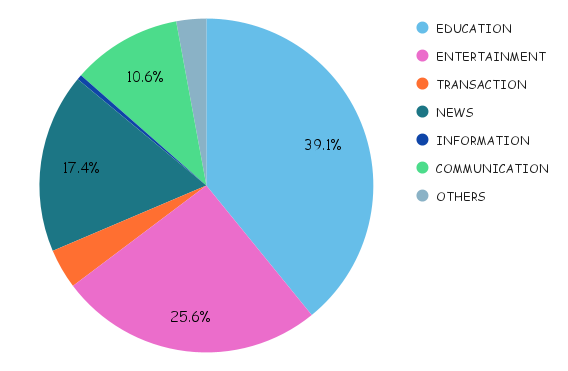 EDUCATION
ENTERTAINMENT
TRANSACTION
NEWS
INFORMATION
COMMUNICATION
OTHERS
39.1%
25.6%
17.4%
10.6%